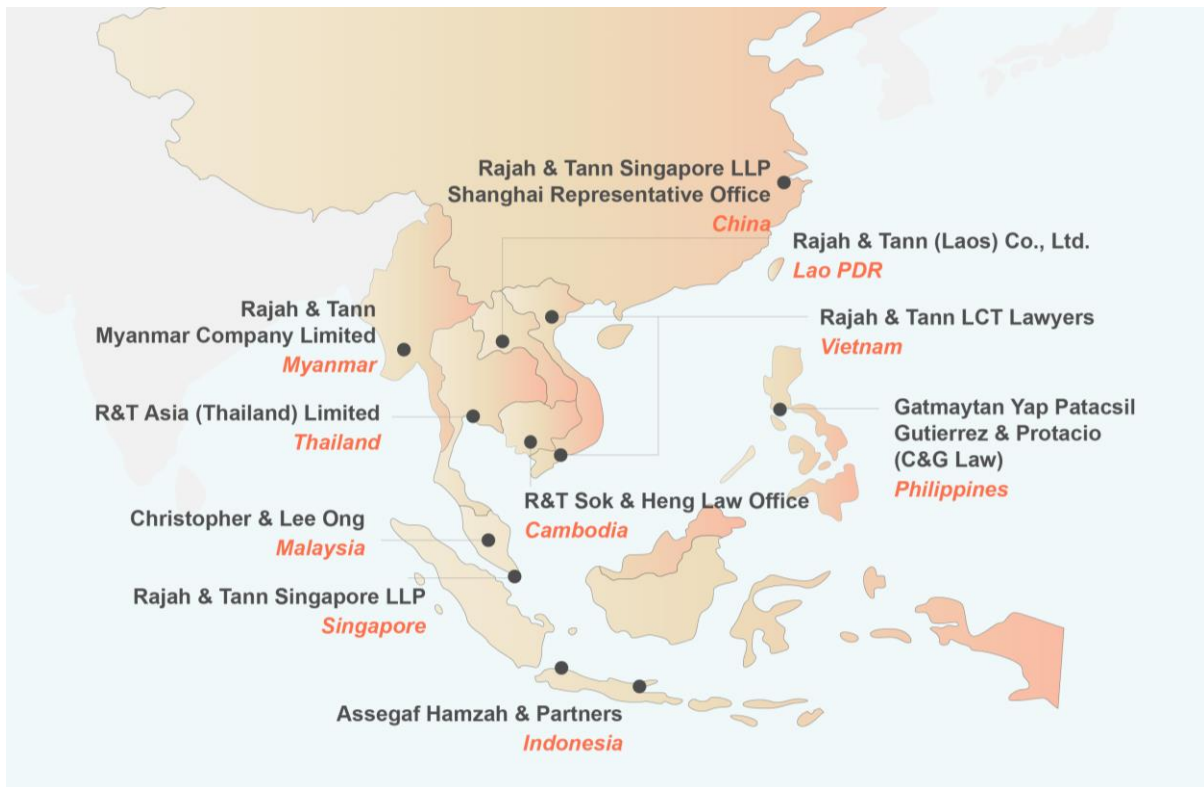 Rajah & Tann Singapore LLP
Shanghai Representative Office
China
Rajah & Tann (Laos) Co., Ltd.
Lao PDR
Rajah & Tann
Myanmar Company Limited
Myanmar
Rajah & Tann LCT Lawyers
Vietnam
R&T Asia (Thailand) Limited
Thailand
Gatmaytan Yap Patacsil
Gutierrez & Protacio
(C&G Law)
Philippines
R&T Sok & Heng Law Office
Cambodia
Christopher & Lee Ong
Malaysia
Rajah & Tann Singapore LLP
Singapore
Assegaf Hamzah & Partners
Indonesia